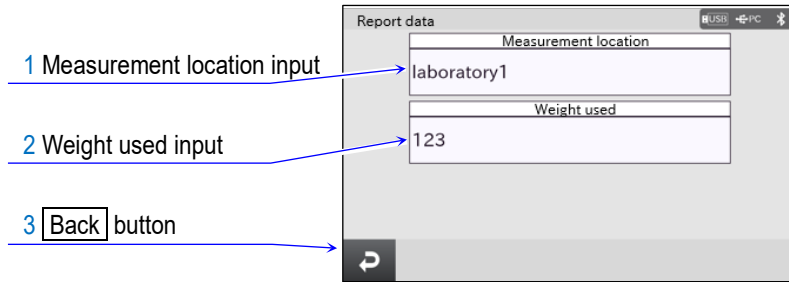 Report data
USB PC
Measurement location
1 Measurement location input
laboratory1
Weight used
2 Weight used input
123
3 Back button